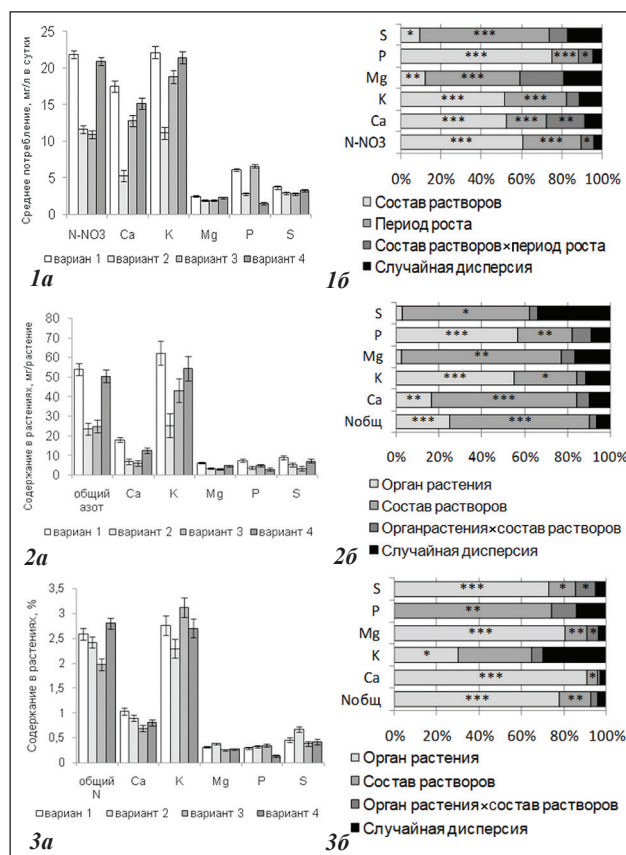 Среднее потребление, мг/л в сутки
25
20
15
10
5
0
N-NO3 Ca K Mg P S
вариан 1 вариант 2 вариант 3 вариант 4
1а
S * ***
P *** *** *
Mg ** ***
K *** ***
Ca *** *** **
N-NO3 *** *** *
0% 20% 40% 60% 80% 100%
Состав растворов
Период роста
Состав растворов×период роста
Случайная дисперсия
1б
Содержание в растениях, мг/растение
80
70
60
50
40
30
20
10
0
общий азот Ca K Mg P S
вариан 1 вариант 2 вариант 3 вариант 4
2а
S *
P *** **
Mg **
K *** *
Ca ** ***
Nобщ *** ***
0% 20% 40% 60% 80% 100%
Орган растения
Состав растворов
Органрастения×состав растворов
Случайная дисперсия
2б
Содержание в растениях, %
3,5
3
2,5
2
1,5
1
0,5
0
общий N Ca K Mg P S
вариан 1 вариант 2 вариант 3 вариант 4
3а
S *** * *
P **
Mg *** ** *
K *
Ca *** *
Nобщ *** **
0% 20% 40% 60% 80% 100%
Орган растения
Состав растворов
Орган растения×состав растворов
Случайная дисперсия
3б